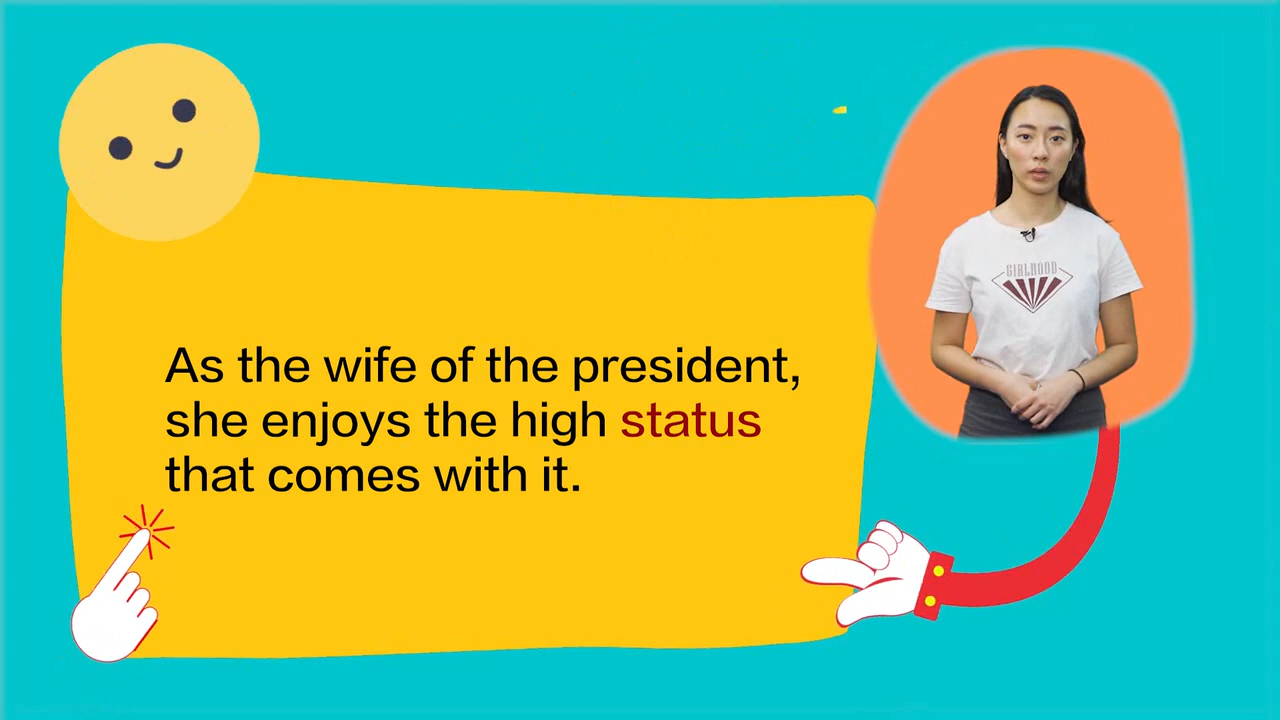 GIRLHOOD
As the wife of the president,
she enjoys the high status
that comes with it.